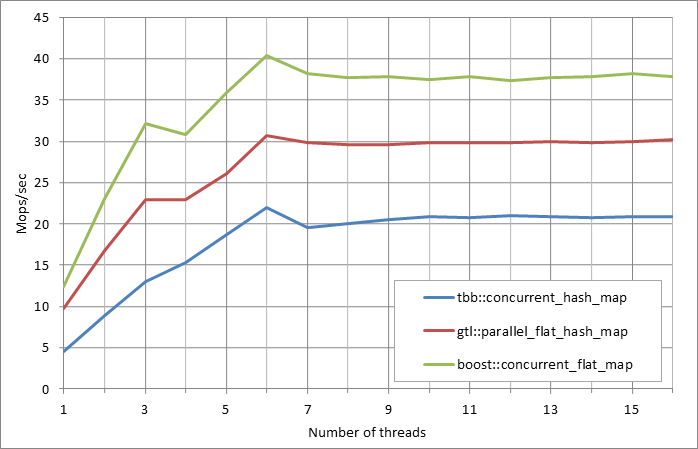 45
40
35
30
25
20
15
10
5
0
Mops/sec
1 3 5 7 9 11 13 15
Number of threads
tbb::concurrent_hash_map
gtl::parallel_flat_hash_map
boost::concurrent_flat_map